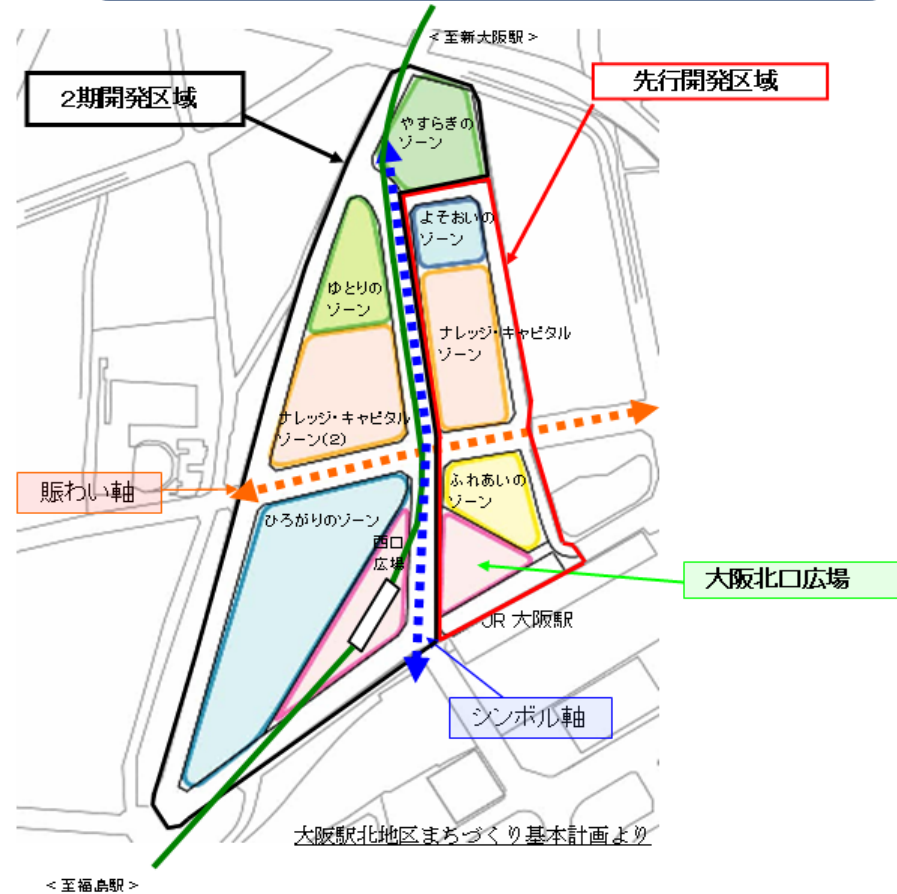 <至新大阪駅>
先行開発区域
2期開発区域
やすらぎの
ゾーン
よそおいの
ゾーン
ゆとりの
ゾーン
ナレッジ・キャピタル
ゾーン
ナレッジ・キャピタル
ゾーン(2)
賑わい軸
ふれあいの
ゾーン
ひろがりのゾーン
西口
広場
大阪北口広場
JR 大阪駅
シンボル軸
大阪駅北地区まちづくり基本計画より
<至福島駅>